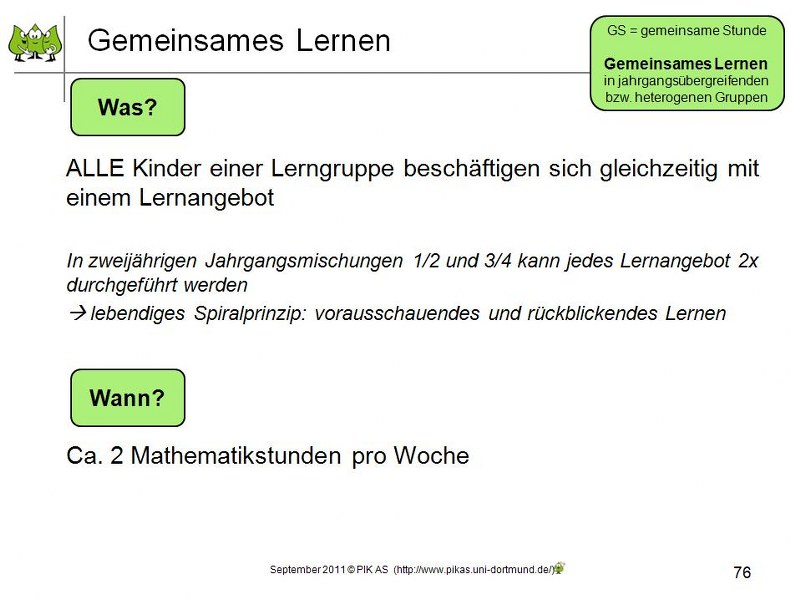 Gemeinsames Lernen
GS = gemeinsame Stunde
Gemeinsames Lernen
in jahrgangsübergreifenden
bzw. heterogenen Gruppen
Was?
ALLE Kinder einer Lerngruppe beschäftigen sich gleichzeitig mit
einem Lernangebot
In zweijährigen Jahrgangsmischungen 1/2 und 3/4 kann jedes Lernangebot 2x
durchgeführt werden
→ lebendiges Spiralprinzip: vorausschauendes und rückblickendes Lernen
Wann?
Ca. 2 Mathematikstunden pro Woche
September 2011 © PIK AS (http://www.pikas.uni-dortmund.de/)
76